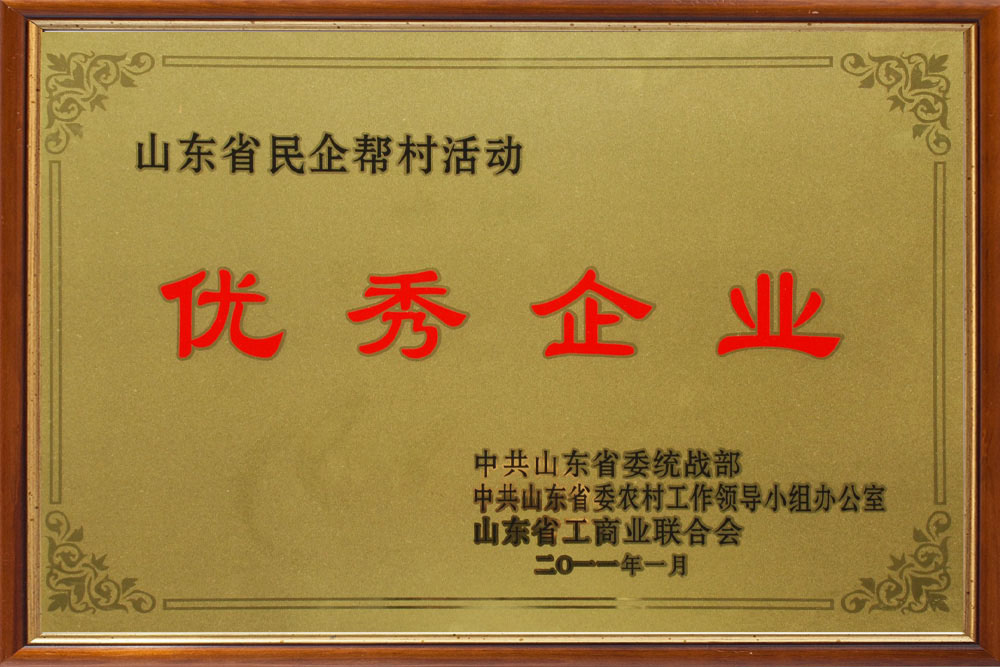 山东省民企帮村活动
优秀企业
中共山东省委统战部
中共山东省委农村工作领导小组办公室
山东省工商业联合会
二〇一一年一月